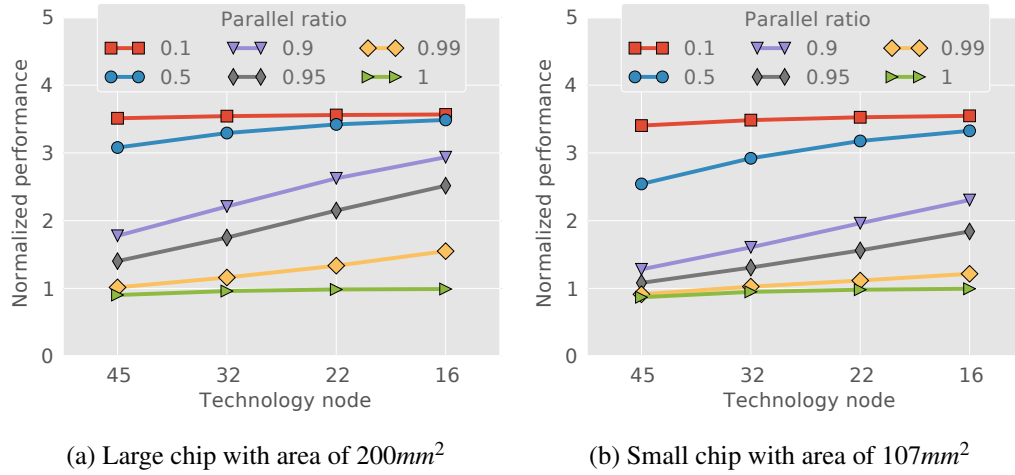 Parallel ratio
0.1 0.9 0.99
0.5 0.95 1
5
4
3
2
1
0
Normalized performance
45 32 22 16
Technology node
(a) Large chip with area of 200mm²
Parallel ratio
0.1 0.9 0.99
0.5 0.95 1
5
4
3
2
1
0
Normalized performance
45 32 22 16
Technology node
(b) Small chip with area of 107mm²